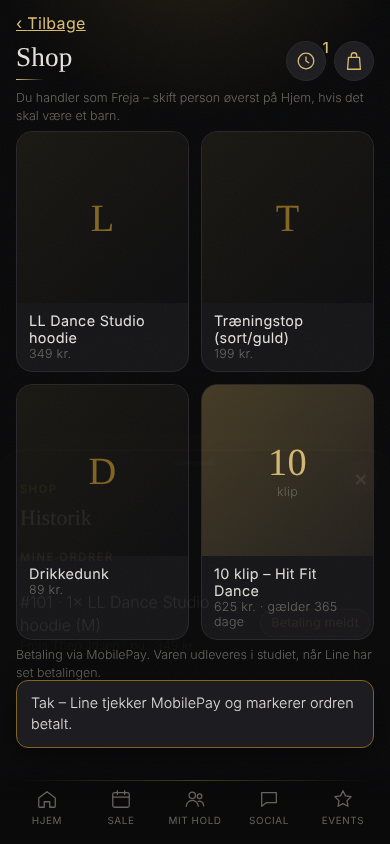 ‹ Tilbage
Shop
1
Du handler som Freja – skift person øverst på Hjem, hvis det
skal være et barn.
L
T
LL Dance Studio
hoodie
349 kr.
Træningstop
(sort/guld)
199 kr.
D
10
klip
×
SHOP
Historik
MINE ORDRER
Drikkedunk
89 kr.
10 klip – Hit Fit
Dance
625 kr. · gælder 365
dage
#101 · 1× LL Dance Studio
hoodie (M)
Betaling meldt
Betaling via MobilePay. Varen udleveres i studiet, når Line har
set betalingen.
Tak – Line tjekker MobilePay og markerer ordren
betalt.
HJEM
SALE
MIT HOLD
SOCIAL
EVENTS